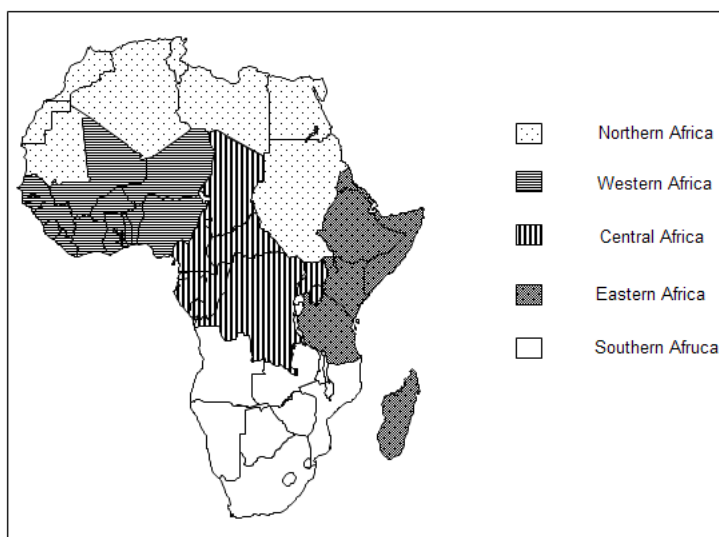 Northern Africa
Western Africa
Central Africa
Eastern Africa
Southern Afruca